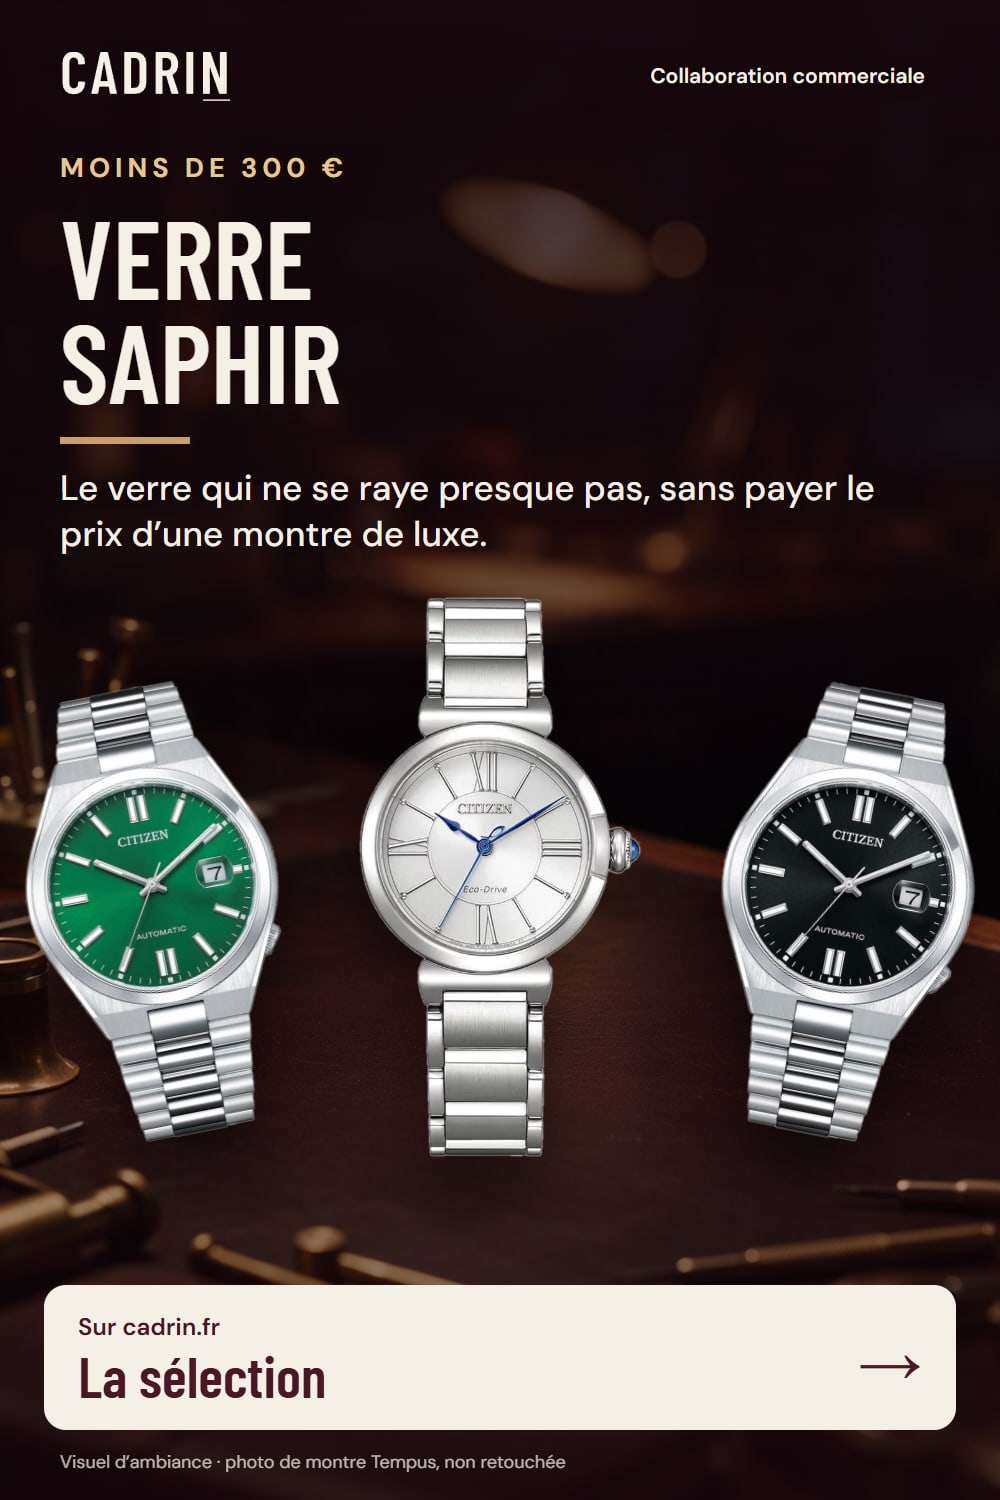 CADRIN
Collaboration commerciale
MOINS DE 300 €
VERRE
SAPHIR
Le verre qui ne se raye presque pas, sans payer le
prix d’une montre de luxe.
CITIZEN
7
AUTOMATIC
CITIZEN
Eco-Drive
CITIZEN
7
AUTOMATIC
Sur cadrin.fr
La sélection
→
Visuel d’ambiance · photo de montre Tempus, non retouchée